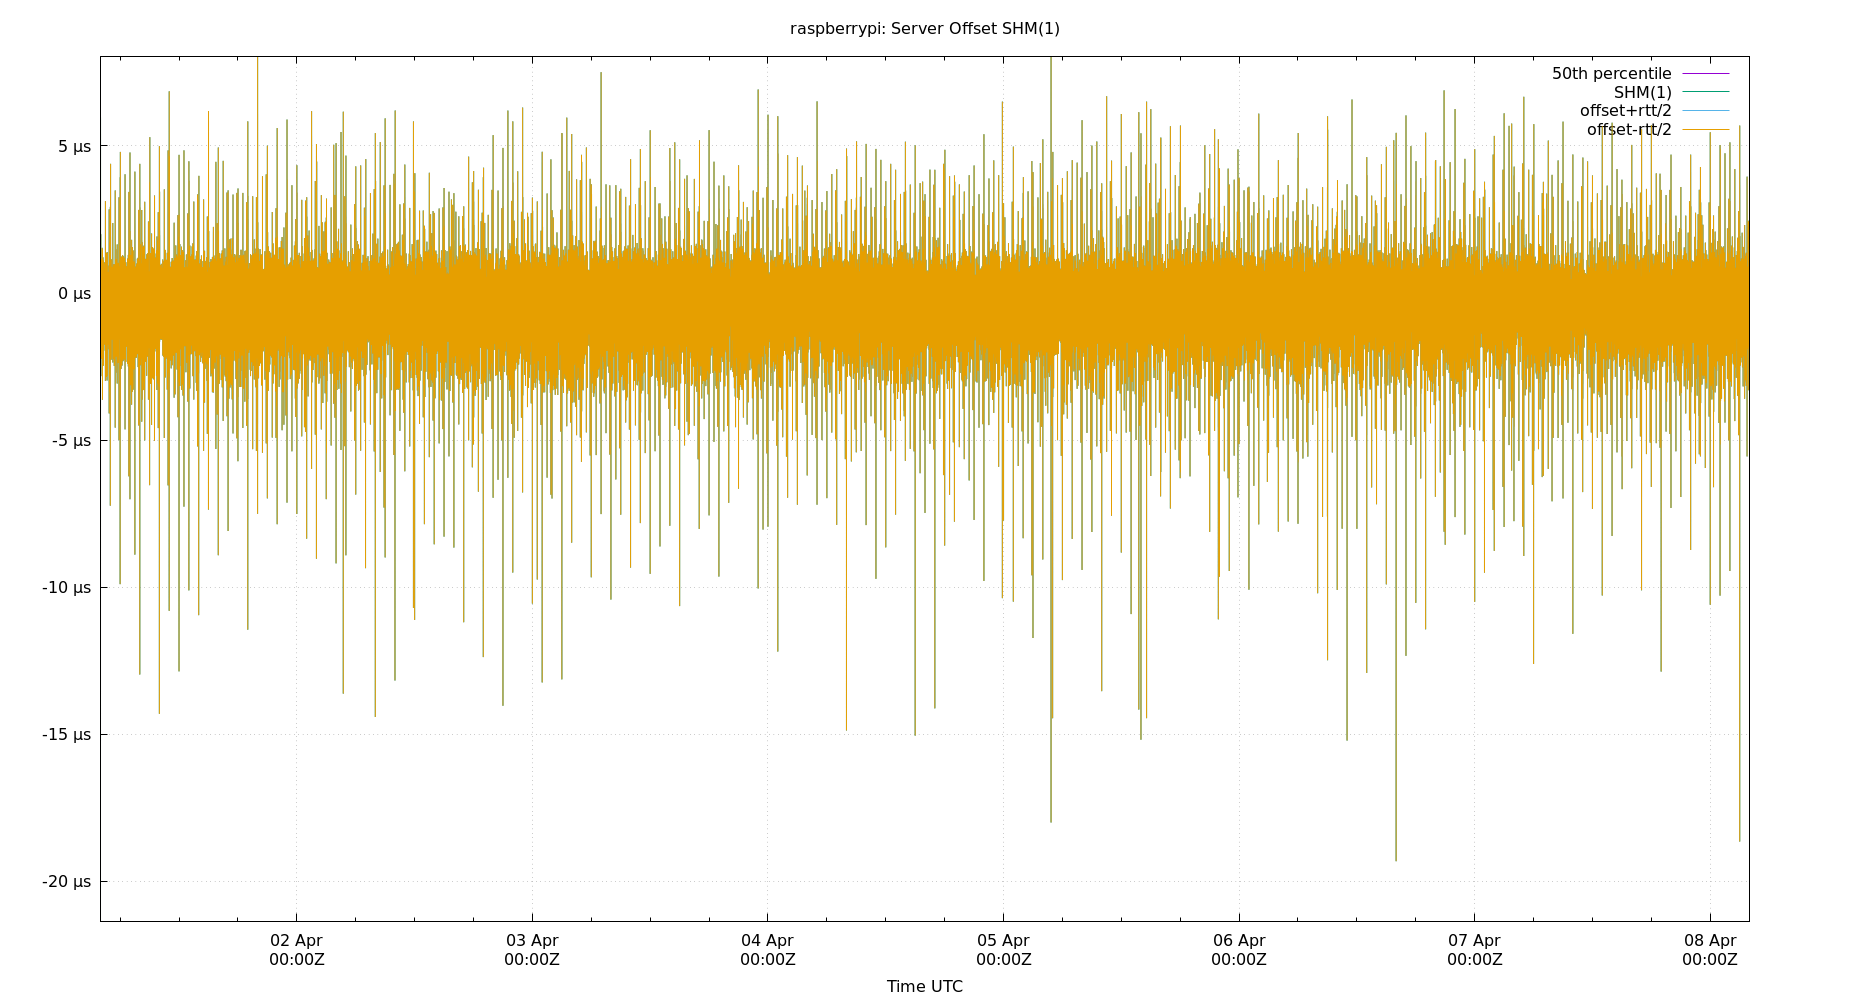 raspberrypi: Server Offset SHM(1)
50th percentile
SHM(1)
offset+rtt/2
offset-rtt/2
5 µs
0 µs
-5 µs
-10 µs
-15 µs
-20 µs
02 Apr 03 Apr 04 Apr 05 Apr 06 Apr 07 Apr 08 Apr
00:00Z 00:00Z 00:00Z 00:00Z 00:00Z 00:00Z 00:00Z
Time UTC